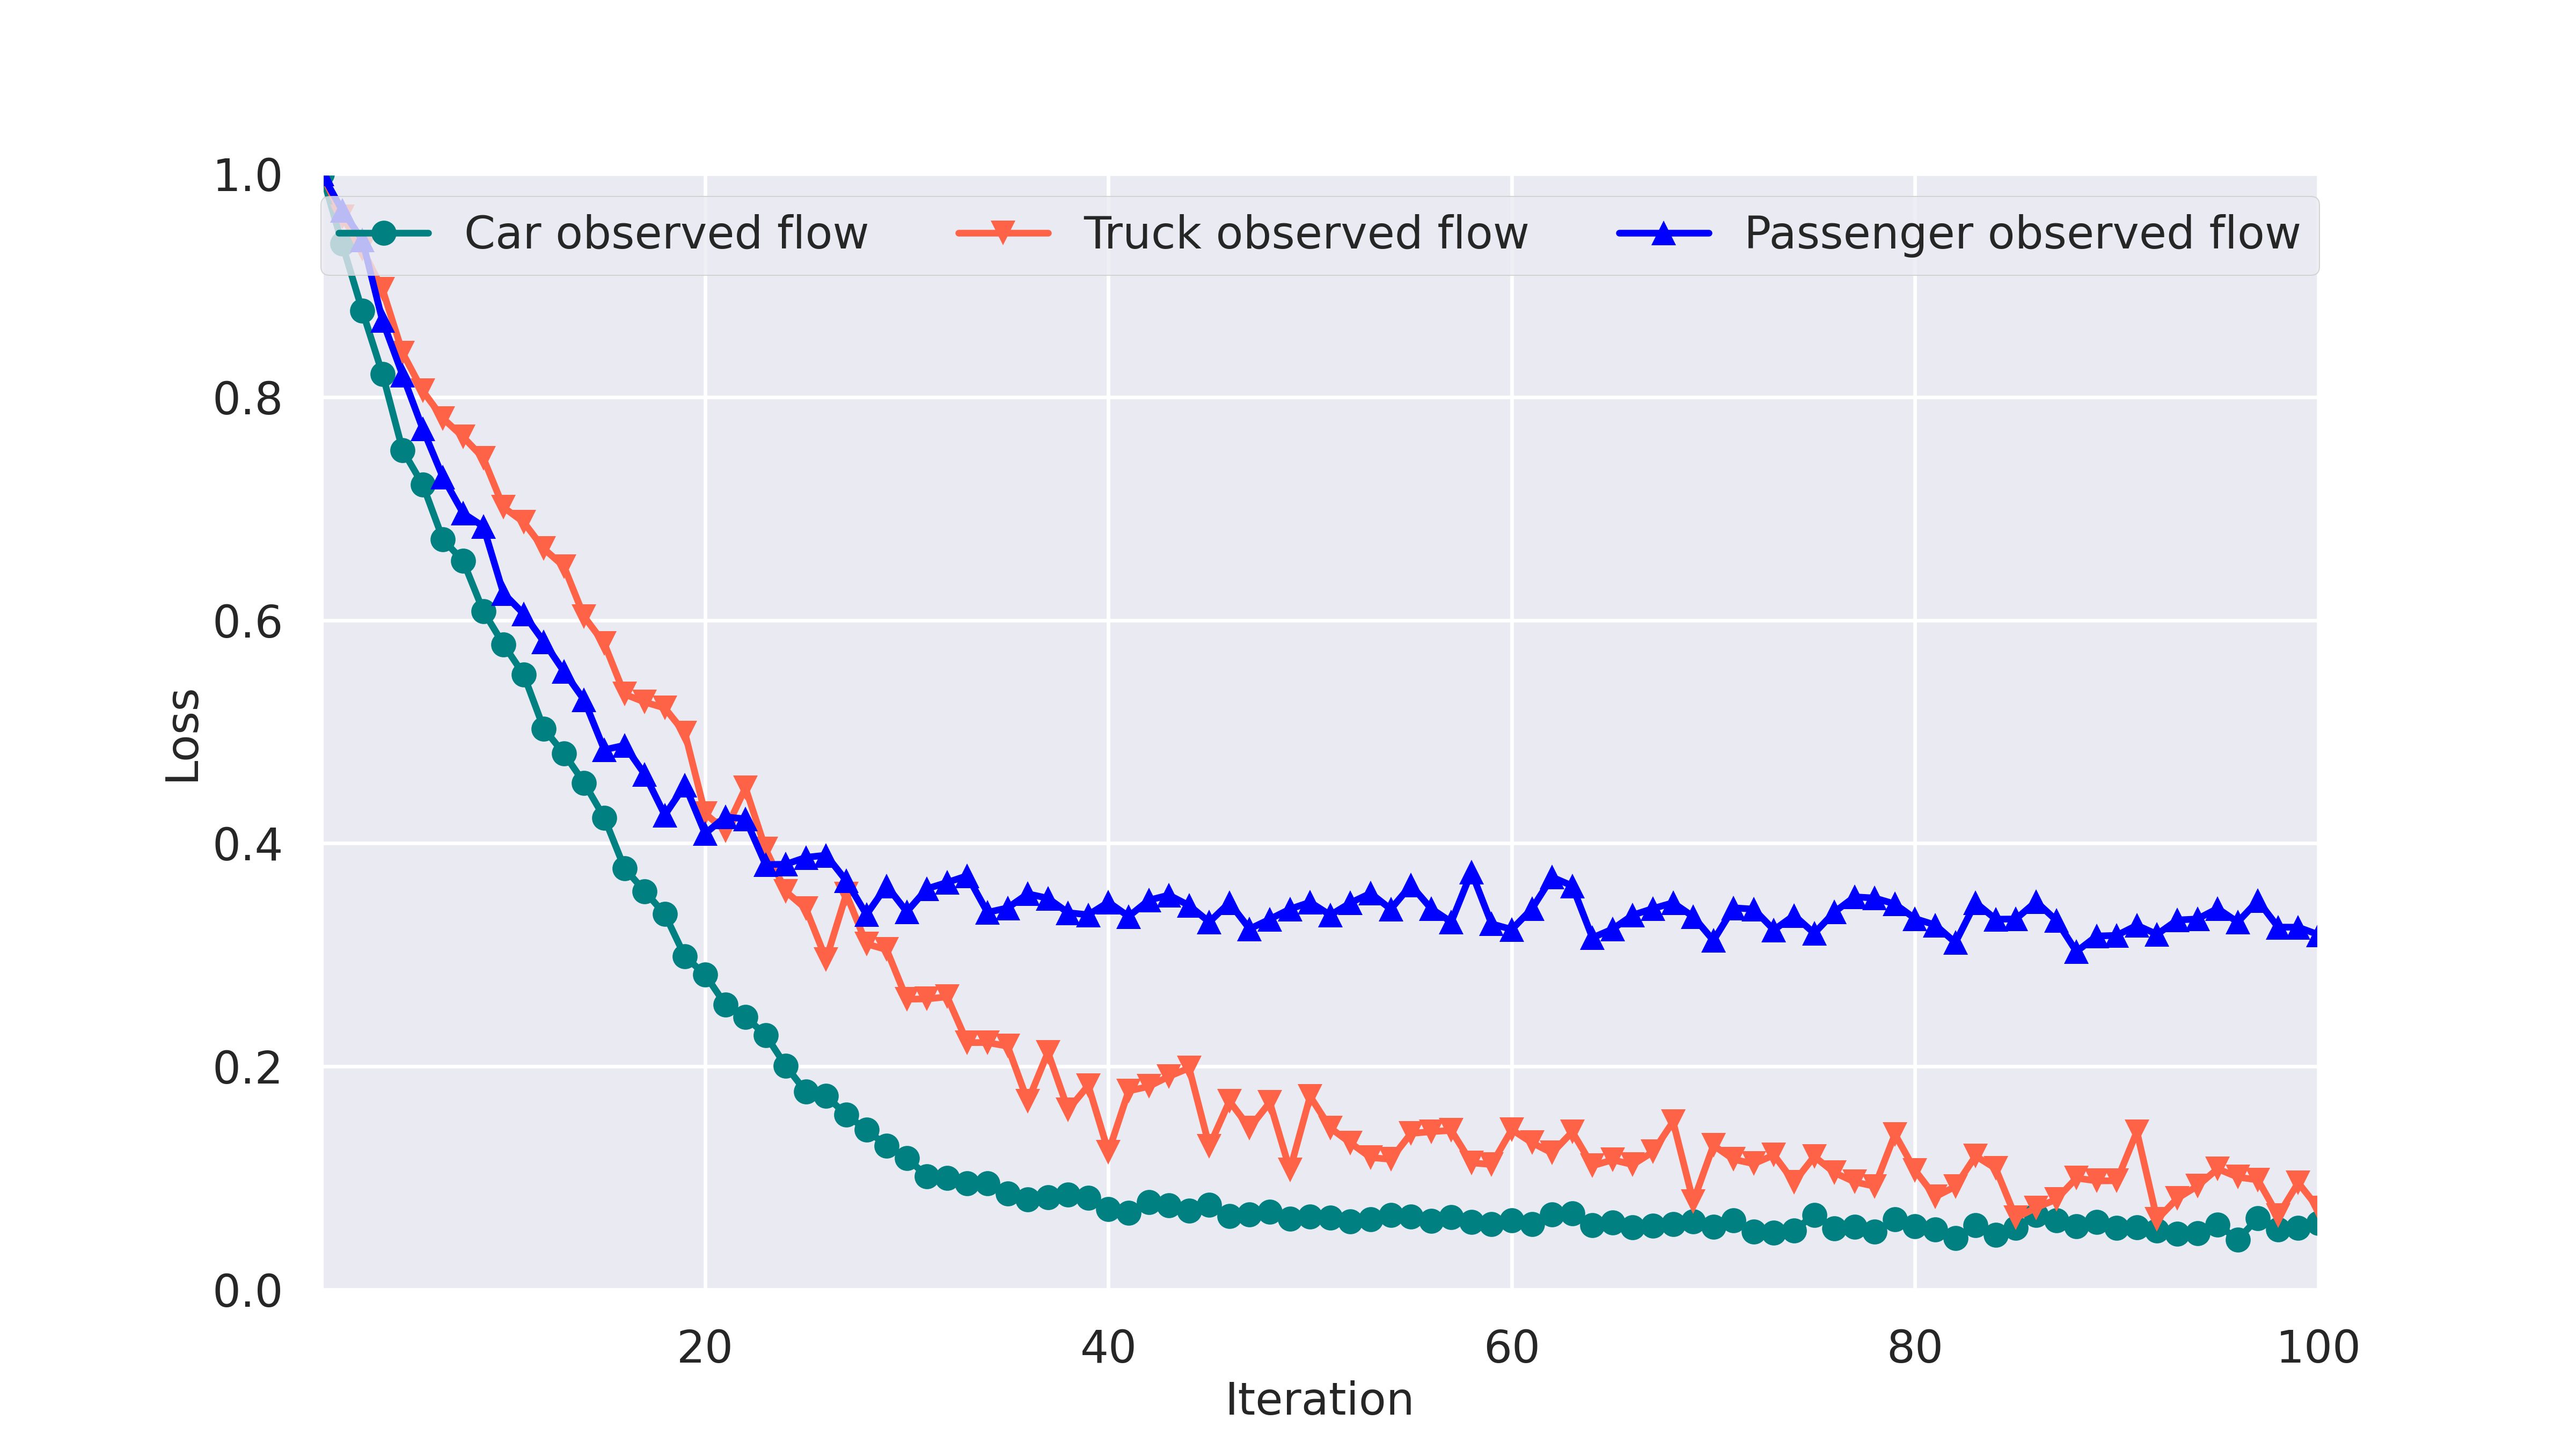 1.0
Car observed flow Truck observed flow Passenger observed flow
0.8
0.6
Loss
0.4
0.2
0.0
20 40 60 80 100
Iteration